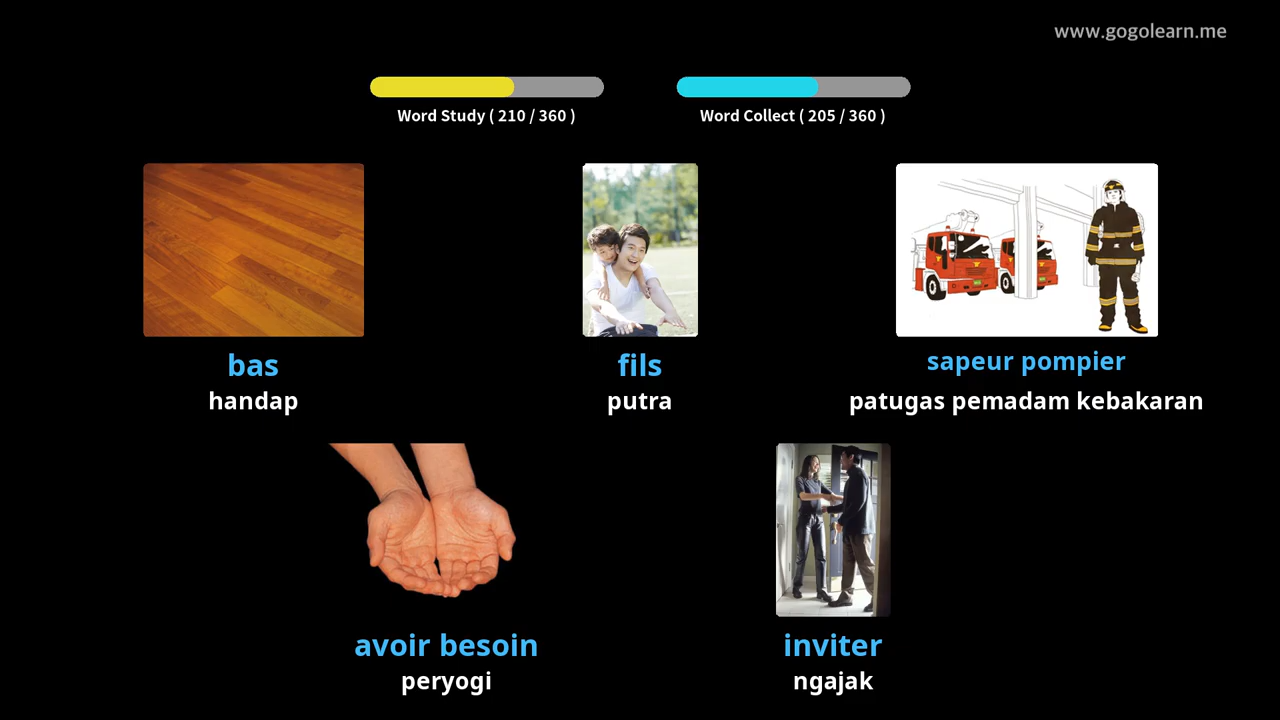 www.gogolearn.me
Word Study ( 210 / 360 )
Word Collect ( 205 / 360 )
bas
handap
fils
putra
sapeur pompier
patugas pemadam kebakaran
avoir besoin
peryogi
inviter
ngajak